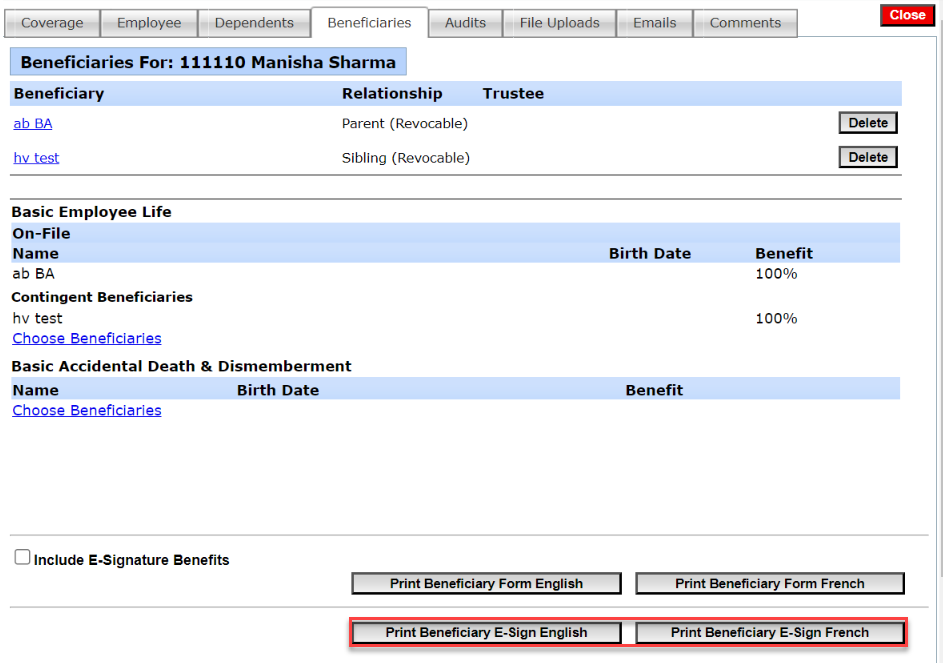 Coverage Employee Dependents Beneficiaries Audits File Uploads Emails Comments Close
Beneficiaries For: 111110 Manisha Sharma
Beneficiary Relationship Trustee
ab BA Parent (Revocable) Delete
hv test Sibling (Revocable) Delete
Basic Employee Life
On-File
Name Birth Date Benefit
ab BA 100%
Contingent Beneficiaries
hv test 100%
Choose Beneficiaries
Basic Accidental Death & Dismemberment
Name Birth Date Benefit
Choose Beneficiaries
Include E-Signature Benefits
Print Beneficiary Form English Print Beneficiary Form French
Print Beneficiary E-Sign English Print Beneficiary E-Sign French